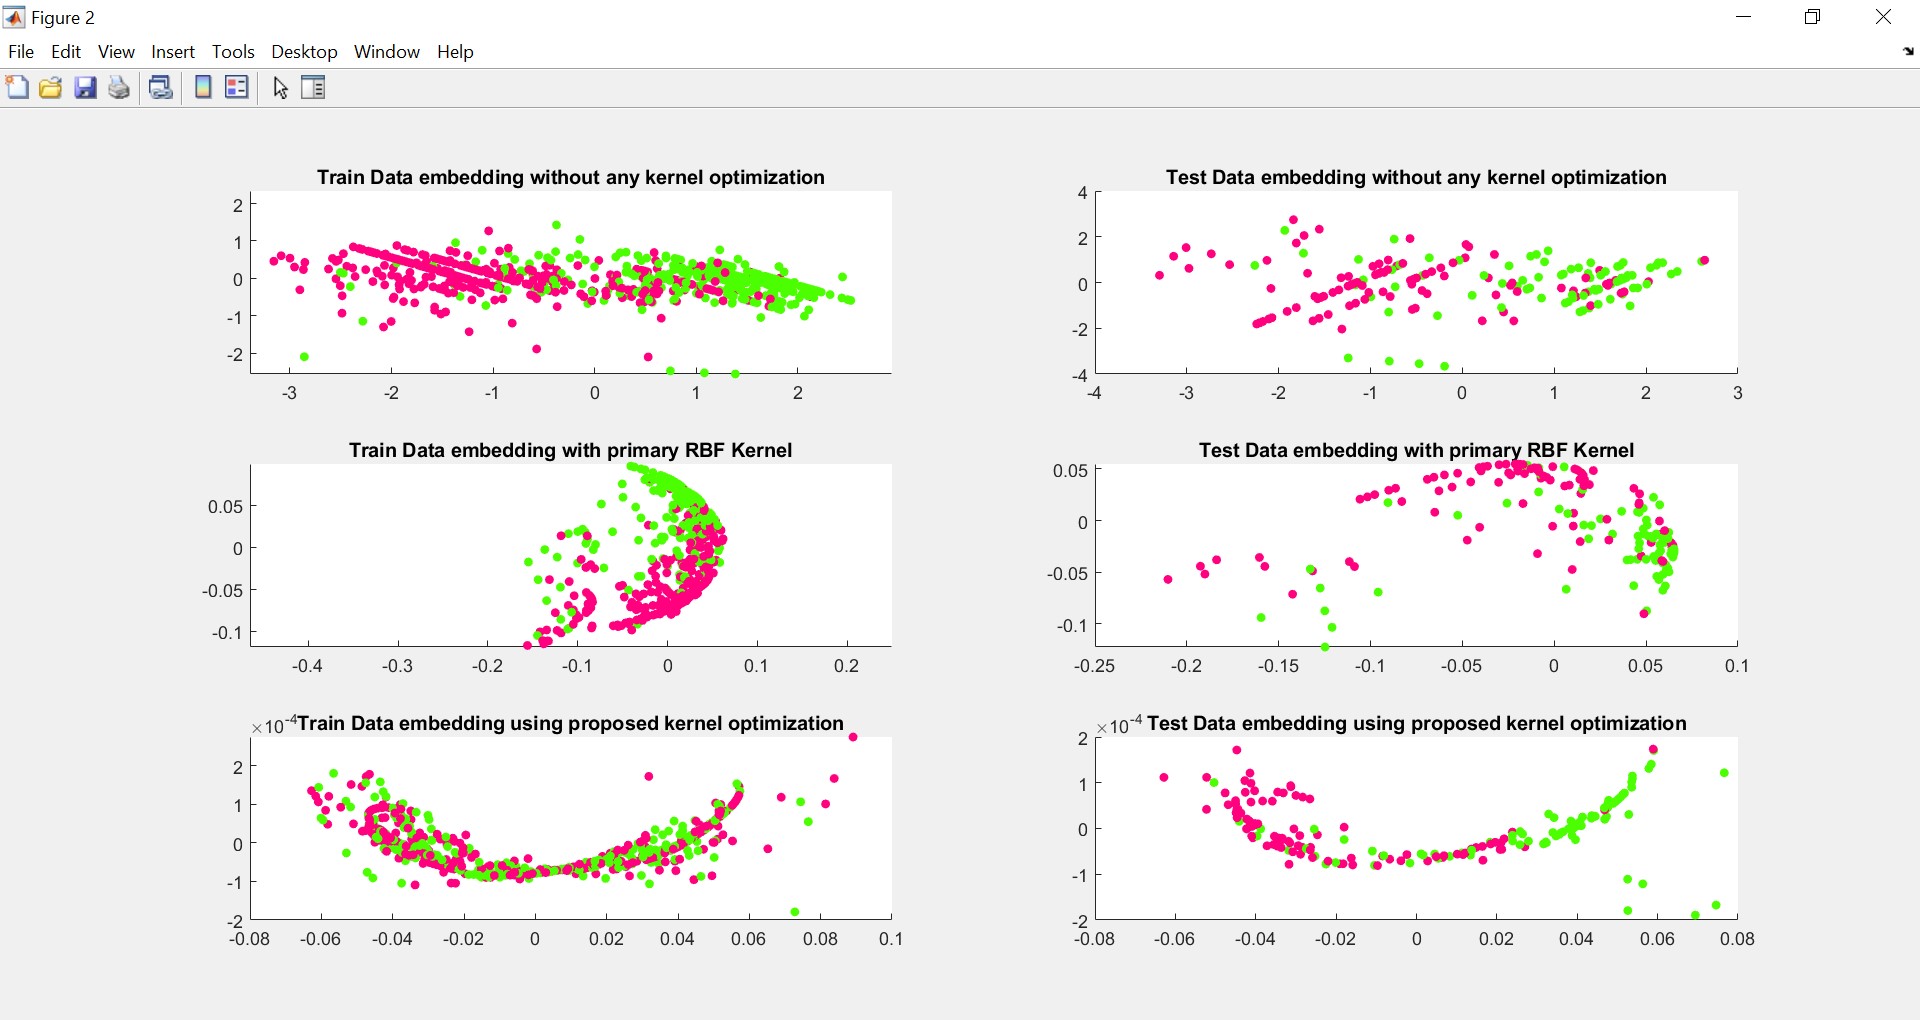 Figure 2
File Edit View Insert Tools Desktop Window Help
Train Data embedding without any kernel optimization
2
1
0
-1
-2
-3 -2 -1 0 1 2
Test Data embedding without any kernel optimization
4
2
0
-2
-4
-4 -3 -2 -1 0 1 2 3
Train Data embedding with primary RBF Kernel
0.05
0
-0.05
-0.1
-0.4 -0.3 -0.2 -0.1 0 0.1 0.2
Test Data embedding with primary RBF Kernel
0.05
0
-0.05
-0.1
-0.25 -0.2 -0.15 -0.1 -0.05 0 0.05 0.1
×10⁻⁴ Train Data embedding using proposed kernel optimization
2
1
0
-1
-2
-0.08 -0.06 -0.04 -0.02 0 0.02 0.04 0.06 0.08 0.1
×10⁻⁴ Test Data embedding using proposed kernel optimization
2
1
0
-1
-2
-0.08 -0.06 -0.04 -0.02 0 0.02 0.04 0.06 0.08